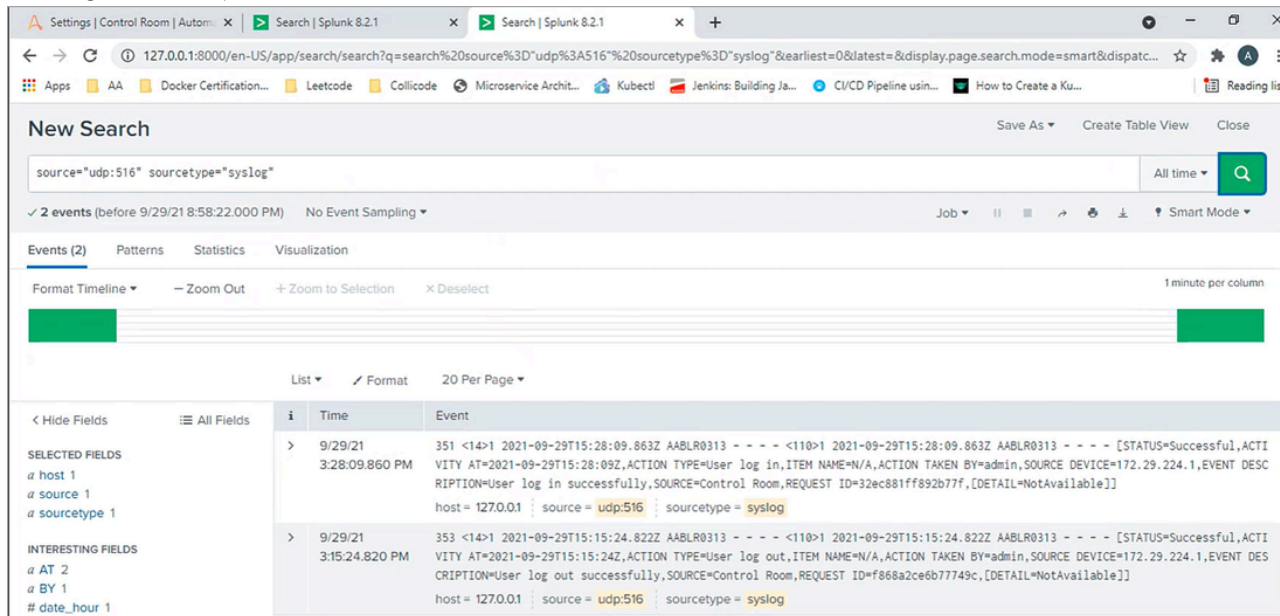 Settings | Control Room | Autom
Search | Splunk 8.2.1
Search | Splunk 8.2.1
127.0.0.1:8000/en-US/app/search/search?q=search%20source%3D"udp%3A516"%20sourcetype%3D"syslog"&earliest=0&latest=&display.page.search.mode=smart&dispatc...
A
Apps AA Docker Certification... Leetcode Collicode Microservice Archit... Kubectl Jenkins: Building Ja... CI/CD Pipeline usin... How to Create a Ku... Reading lis
New Search
Save As Create Table View Close
source="udp:516" sourcetype="syslog"
All time
✓ 2 events (before 9/29/21 8:58:22.000 PM) No Event Sampling
Job Smart Mode
Events (2) Patterns Statistics Visualization
Format Timeline — Zoom Out + Zoom to Selection × Deselect 1 minute per column
List Format 20 Per Page
< Hide Fields All Fields
i Time Event
SELECTED FIELDS
a host 1
a source 1
a sourcetype 1
INTERESTING FIELDS
a AT 2
a BY 1
# date_hour 1
> 9/29/21
3:28:09.860 PM
351 <14>1 2021-09-29T15:28:09.863Z AABLR0313 - - - - <110>1 2021-09-29T15:28:09.863Z AABLR0313 - - - - [STATUS=Successful,ACTI
VITY AT=2021-09-29T15:28:09Z,ACTION TYPE=User log in,ITEM NAME=N/A,ACTION TAKEN BY=admin,SOURCE DEVICE=172.29.224.1,EVENT DESC
RIPTION=User log in successfully,SOURCE=Control Room,REQUEST ID=32ec881ff892b77f,[DETAIL=NotAvailable]]
host = 127.0.0.1 source = udp:516 sourcetype = syslog
> 9/29/21
3:15:24.820 PM
353 <14>1 2021-09-29T15:15:24.822Z AABLR0313 - - - - <110>1 2021-09-29T15:15:24.822Z AABLR0313 - - - - [STATUS=Successful,ACTI
VITY AT=2021-09-29T15:15:24Z,ACTION TYPE=User log out,ITEM NAME=N/A,ACTION TAKEN BY=admin,SOURCE DEVICE=172.29.224.1,EVENT DES
CRIPTION=User log out successfully,SOURCE=Control Room,REQUEST ID=f868a2ce6b77749c,[DETAIL=NotAvailable]]
host = 127.0.0.1 source = udp:516 sourcetype = syslog